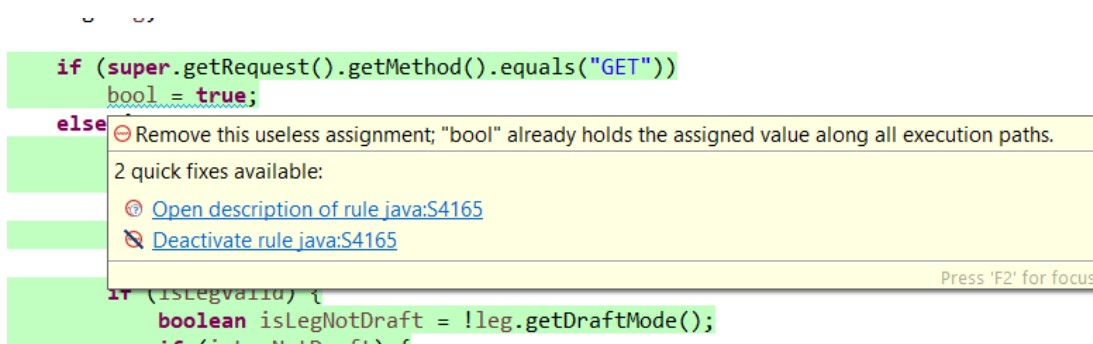 if (super.getRequest().getMethod().equals("GET"))
bool = true;
else
Remove this useless assignment; "bool" already holds the assigned value along all execution paths.
2 quick fixes available:
Open description of rule java:S4165
Deactivate rule java:S4165
Press 'F2' for focus
if (isLegValid) {
boolean isLegNotDraft = !leg.getDraftMode();